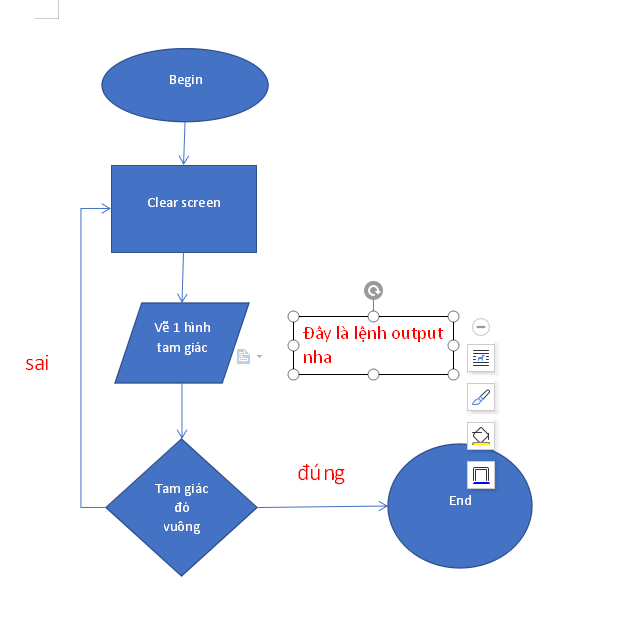 Begin
Clear screen
Vẽ 1 hình
tam giác
Đây là lệnh output
nha
sai
đúng
Tam giác
đó
vuông
End